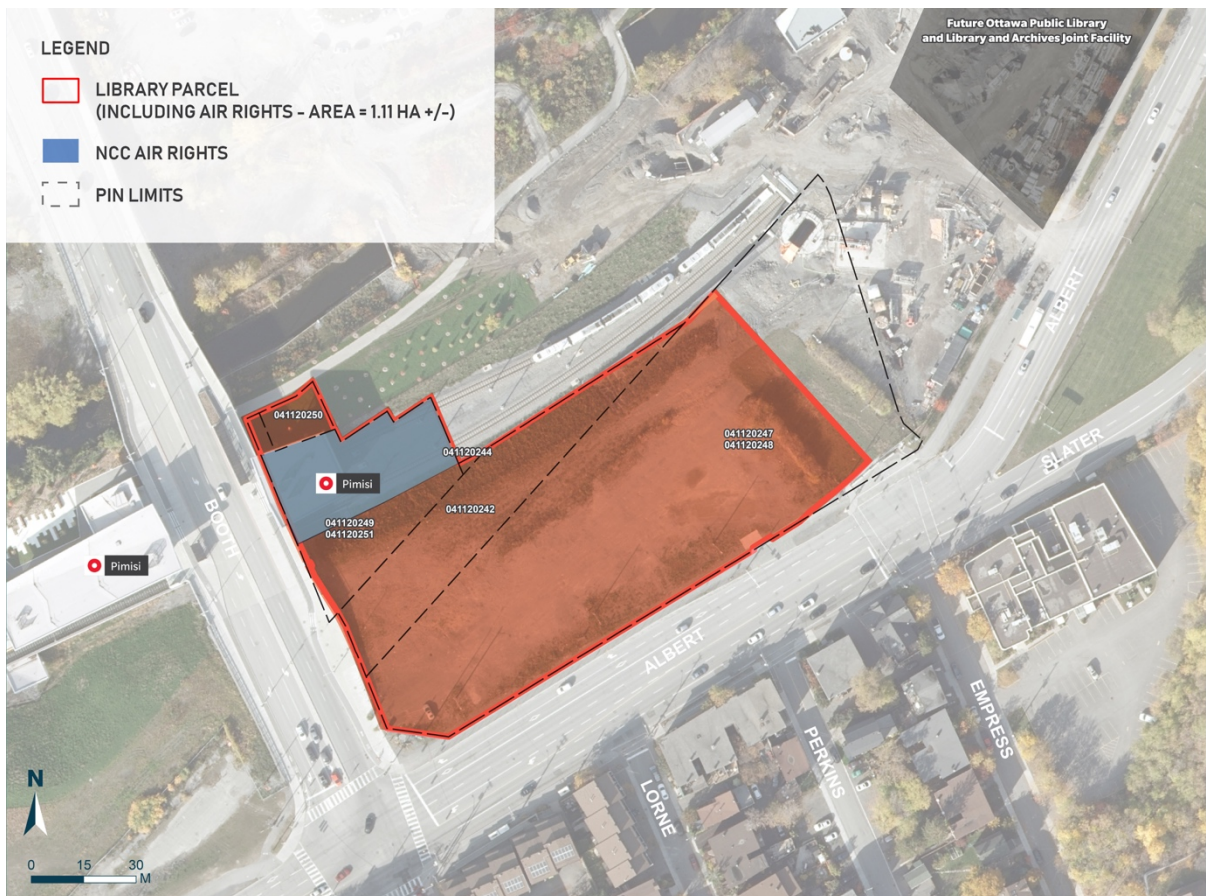 LEGEND
LIBRARY PARCEL
(INCLUDING AIR RIGHTS - AREA = 1.11 HA +/-)
NCC AIR RIGHTS
PIN LIMITS
Future Ottawa Public Library
and Library and Archives Joint Facility
ALBERT
SLATER
041120250
041120244
041120247
041120248
Pimisi
041120242
041120249
041120251
BOOTH
Pimisi
ALBERT
EMPRESS
PERKINS
LORNE
N
0 15 30
M